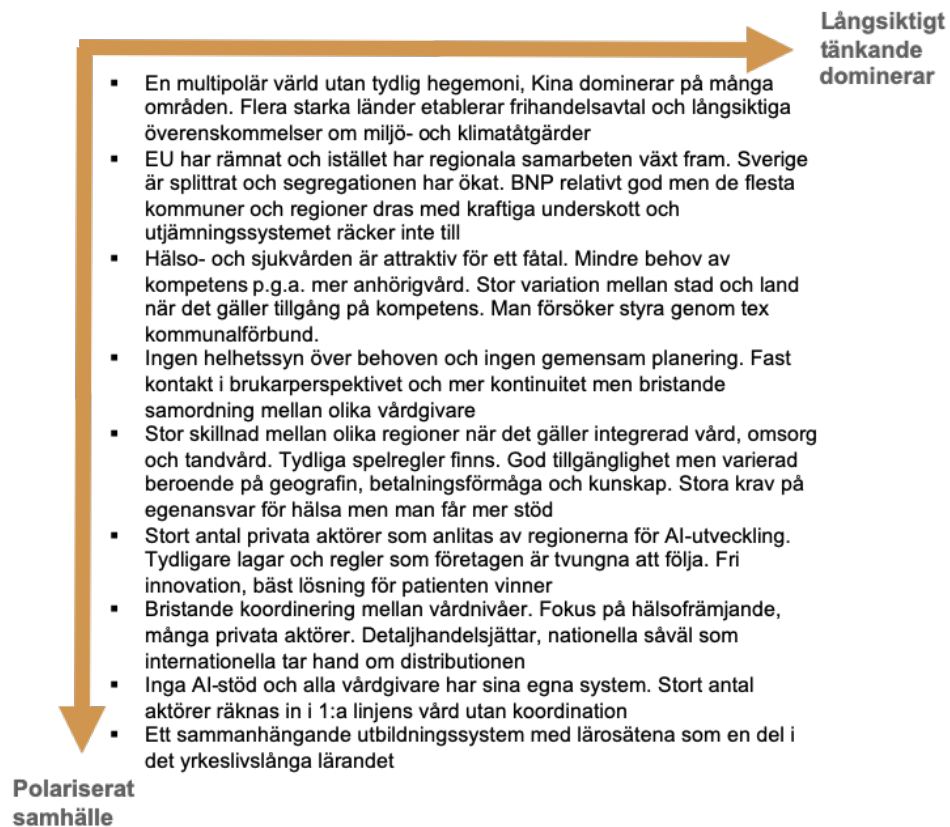 Långsiktigt
tänkande
dominerar
▪ En multipolär värld utan tydlig hegemoni, Kina dominerar på många
områden. Flera starka länder etablerar frihandelsavtal och långsiktiga
överenskommelser om miljö- och klimatåtgärder
▪ EU har rämnat och istället har regionala samarbeten växt fram. Sverige
är splittrat och segregationen har ökat. BNP relativt god men de flesta
kommuner och regioner dras med kraftiga underskott och
utjämningssystemet räcker inte till
▪ Hälso- och sjukvården är attraktiv för ett fåtal. Mindre behov av
kompetens p.g.a. mer anhörigvård. Stor variation mellan stad och land
när det gäller tillgång på kompetens. Man försöker styra genom tex
kommunalförbund.
▪ Ingen helhetssyn över behoven och ingen gemensam planering. Fast
kontakt i brukarperspektivet och mer kontinuitet men bristande
samordning mellan olika vårdgivare
▪ Stor skillnad mellan olika regioner när det gäller integrerad vård, omsorg
och tandvård. Tydliga spelregler finns. God tillgänglighet men varierad
beroende på geografin, betalningsförmåga och kunskap. Stora krav på
egenansvar för hälsa men man får mer stöd
▪ Stort antal privata aktörer som anlitas av regionerna för AI-utveckling.
Tydligare lagar och regler som företagen är tvungna att följa. Fri
innovation, bäst lösning för patienten vinner
▪ Bristande koordinering mellan vårdnivåer. Fokus på hälsofrämjande,
många privata aktörer. Detaljhandelsjättar, nationella såväl som
internationella tar hand om distributionen
▪ Inga AI-stöd och alla vårdgivare har sina egna system. Stort antal
aktörer räknas in i 1:a linjens vård utan koordination
▪ Ett sammanhängande utbildningssystem med lärosätena som en del i
det yrkeslivslånga lärandet
Polariserat
samhälle